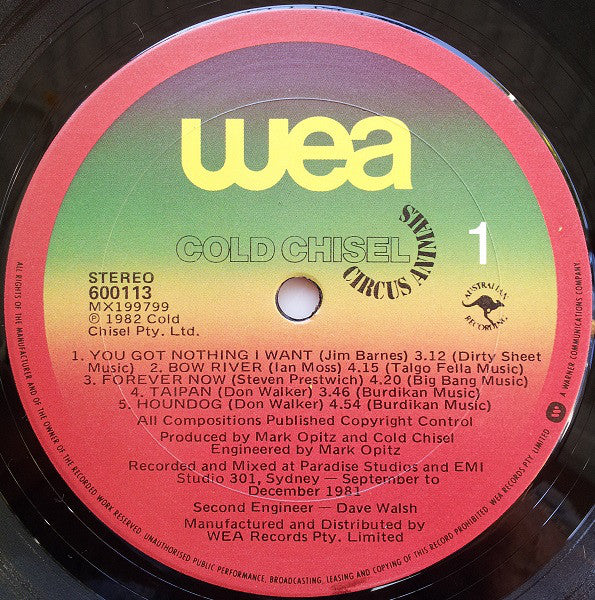 wea
COLD CHISEL
CIRCUS ANIMALS
1
STEREO
600113
MX199799
℗ 1982 Cold
Chisel Pty. Ltd.
AUSTRALIAN
RECORDING
1. YOU GOT NOTHING I WANT (Jim Barnes) 3.12 (Dirty Sheet
Music) 2. BOW RIVER (Ian Moss) 4.15 (Talgo Fella Music)
3. FOREVER NOW (Steven Prestwich) 4.20 (Big Bang Music)
4. TAIPAN (Don Walker) 3.46 (Burdikan Music)
5. HOUNDOG (Don Walker) 4.54 (Burdikan Music)
All Compositions Published Copyright Control
Produced by Mark Opitz and Cold Chisel
Engineered by Mark Opitz
Recorded and Mixed at Paradise Studios and EMI
Studio 301, Sydney — September to
December 1981
Second Engineer — Dave Walsh
Manufactured and Distributed by
WEA Records Pty. Limited
ALL RIGHTS OF THE MANUFACTURER AND OF THE OWNER OF THE RECORDED WORK RESERVED. UNAUTHORISED PUBLIC PERFORMANCE, BROADCASTING, LEASING AND COPYING OF THIS RECORD PROHIBITED. WEA RECORDS PTY. LIMITED A WARNER COMMUNICATIONS COMPANY.